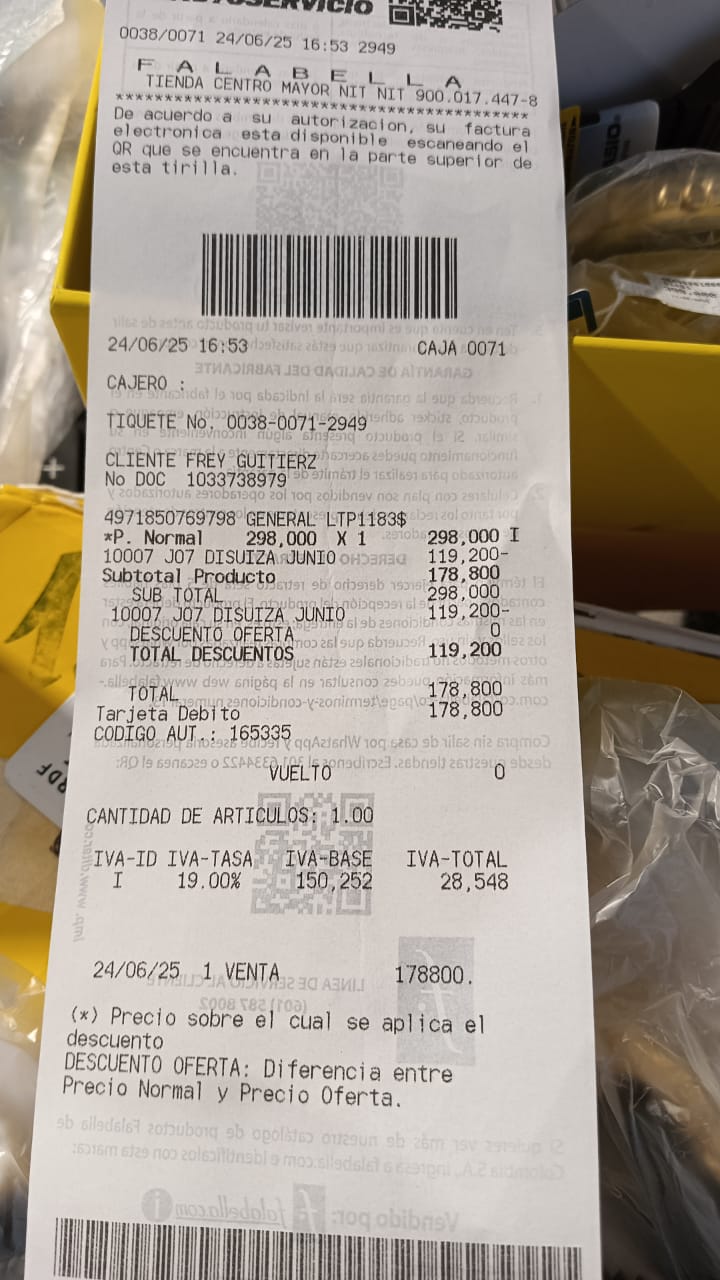 AUTOSERVICIO
0038/0071 24/06/25 16:53 2949
F A L A B E L L A
TIENDA CENTRO MAYOR NIT NIT 900.017.447-8
******************************************
De acuerdo a su autorizacion, su factura
electronica esta disponible escaneando el
QR que se encuentra en la parte superior de
esta tirilla.
24/06/25 16:53 CAJA 0071
CAJERO :
TIQUETE No. 0038-0071-2949
CLIENTE FREY GUITIERZ
No DOC 1033738979
4971850769798 GENERAL LTP1183$
*P. Normal 298,000 X 1 298,000 I
10007 J07 DISUIZA JUNIO 119,200-
Subtotal Producto 178,800
SUB TOTAL 298,000
10007 J07 DISUIZA JUNIO 119,200-
DESCUENTO OFERTA 0
TOTAL DESCUENTOS 119,200
TOTAL 178,800
Tarjeta Debito 178,800
CODIGO AUT.: 165335
VUELTO 0
CANTIDAD DE ARTICULOS: 1.00
IVA-ID IVA-TASA IVA-BASE IVA-TOTAL
I 19.00% 150,252 28,548
24/06/25 1 VENTA 178800.
(*) Precio sobre el cual se aplica el
descuento
DESCUENTO OFERTA: Diferencia entre
Precio Normal y Precio Oferta.